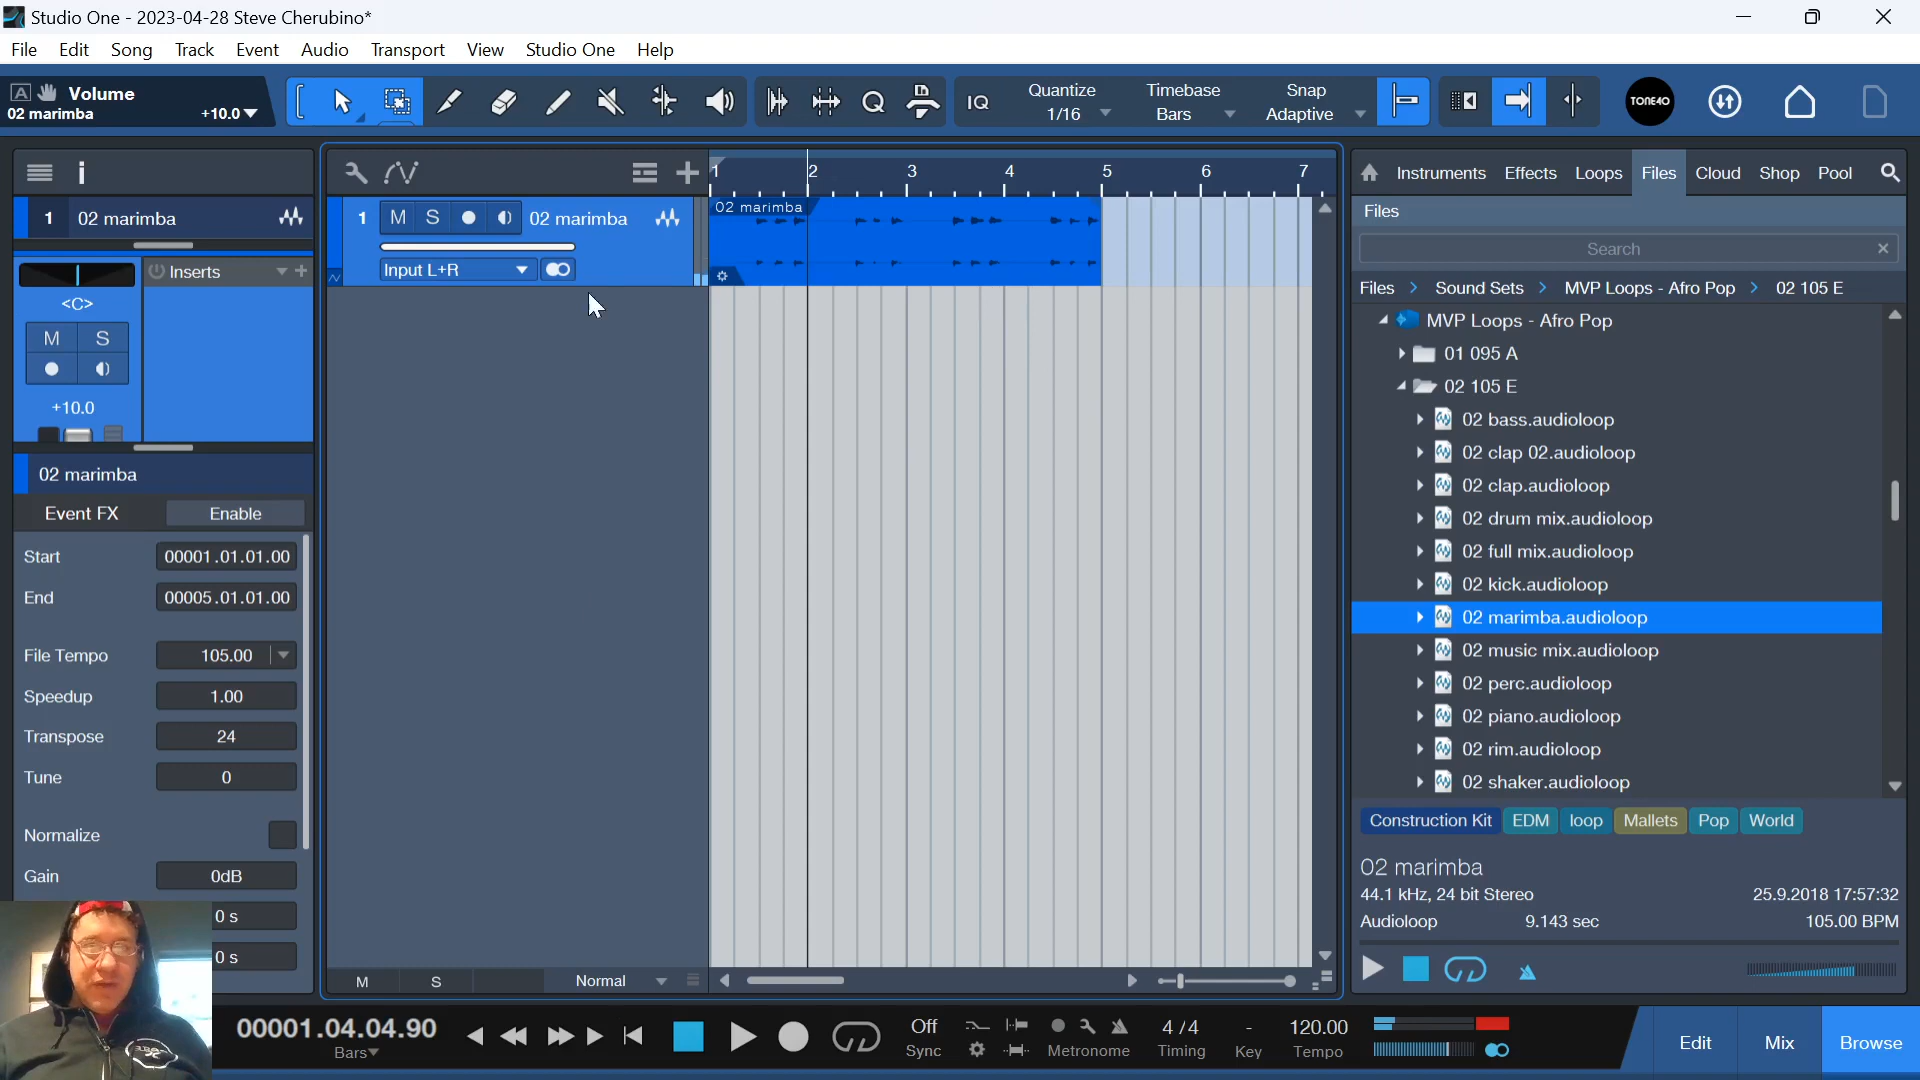 Studio One - 2023-04-28 Steve Cherubino*
File Edit Song Track Event Audio Transport View Studio One Help
A Volume
02 marimba +10.0
IQ
Quantize
1/16
Timebase
Bars
Snap
Adaptive
TONE40
i
1 02 marimba
Inserts
<C>
M S
+10.0
02 marimba
Event FX Enable
Start 00001.01.01.00
End 00005.01.01.00
File Tempo 105.00
Speedup 1.00
Transpose 24
Tune 0
Normalize
Gain 0dB
0 s
0 s
1 M S 02 marimba
Input L+R
M S Normal
1 2 3 4 5 6 7
02 marimba
Instruments Effects Loops Files Cloud Shop Pool
Files
Search
Files > Sound Sets > MVP Loops - Afro Pop > 02 105 E
MVP Loops - Afro Pop
01 095 A
02 105 E
02 bass.audioloop
02 clap 02.audioloop
02 clap.audioloop
02 drum mix.audioloop
02 full mix.audioloop
02 kick.audioloop
02 marimba.audioloop
02 music mix.audioloop
02 perc.audioloop
02 piano.audioloop
02 rim.audioloop
02 shaker.audioloop
Construction Kit EDM loop Mallets Pop World
02 marimba
44.1 kHz, 24 bit Stereo 25.9.2018 17:57:32
Audioloop 9.143 sec 105.00 BPM
00001.04.04.90
Bars
Off
Sync
Metronome
4 / 4
Timing
-
Key
120.00
Tempo
Edit Mix Browse